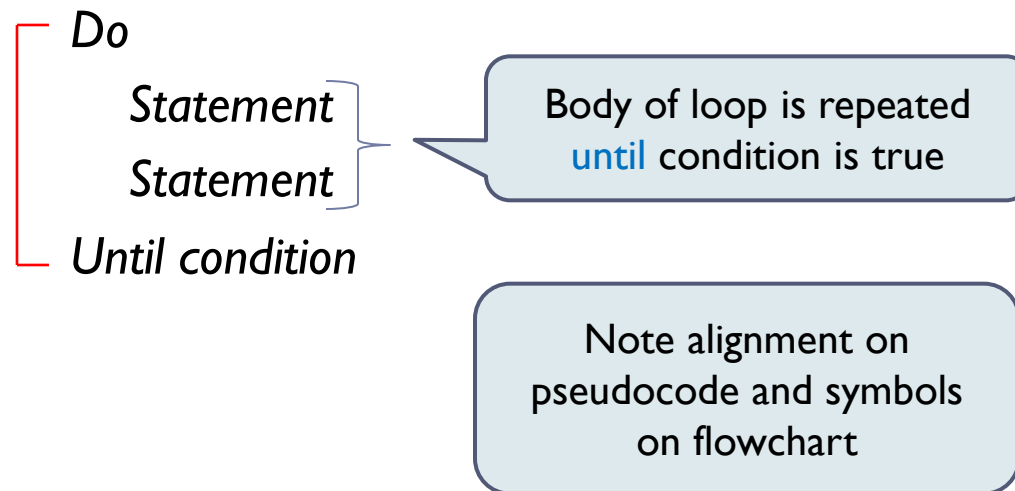 Do
Statement
Statement
Until condition
Body of loop is repeated
until condition is true
Note alignment on
pseudocode and symbols
on flowchart